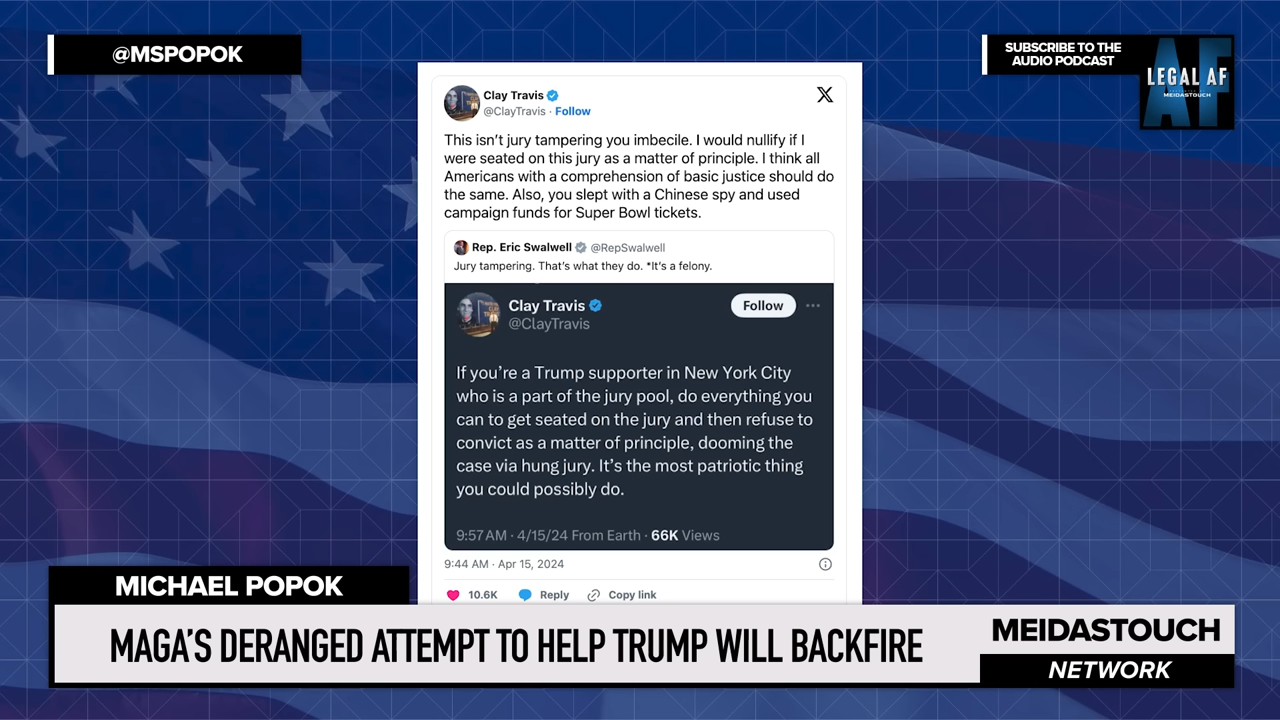 @MSPOPOK
SUBSCRIBE TO THE
AUDIO PODCAST
AF
LEGAL AF
MEIDASTOUCH
Clay Travis
@ClayTravis · Follow
X
This isn’t jury tampering you imbecile. I would nullify if I
were seated on this jury as a matter of principle. I think all
Americans with a comprehension of basic justice should do
the same. Also, you slept with a Chinese spy and used
campaign funds for Super Bowl tickets.
Rep. Eric Swalwell @RepSwalwell
Jury tampering. That’s what they do. *It’s a felony.
Clay Travis
@ClayTravis
Follow
If you’re a Trump supporter in New York City
who is a part of the jury pool, do everything you
can to get seated on the jury and then refuse to
convict as a matter of principle, dooming the
case via hung jury. It’s the most patriotic thing
you could possibly do.
9:57 AM · 4/15/24 From Earth · 66K Views
9:44 AM · Apr 15, 2024
10.6K Reply Copy link
MICHAEL POPOK
MAGA’S DERANGED ATTEMPT TO HELP TRUMP WILL BACKFIRE
MEIDASTOUCH
NETWORK